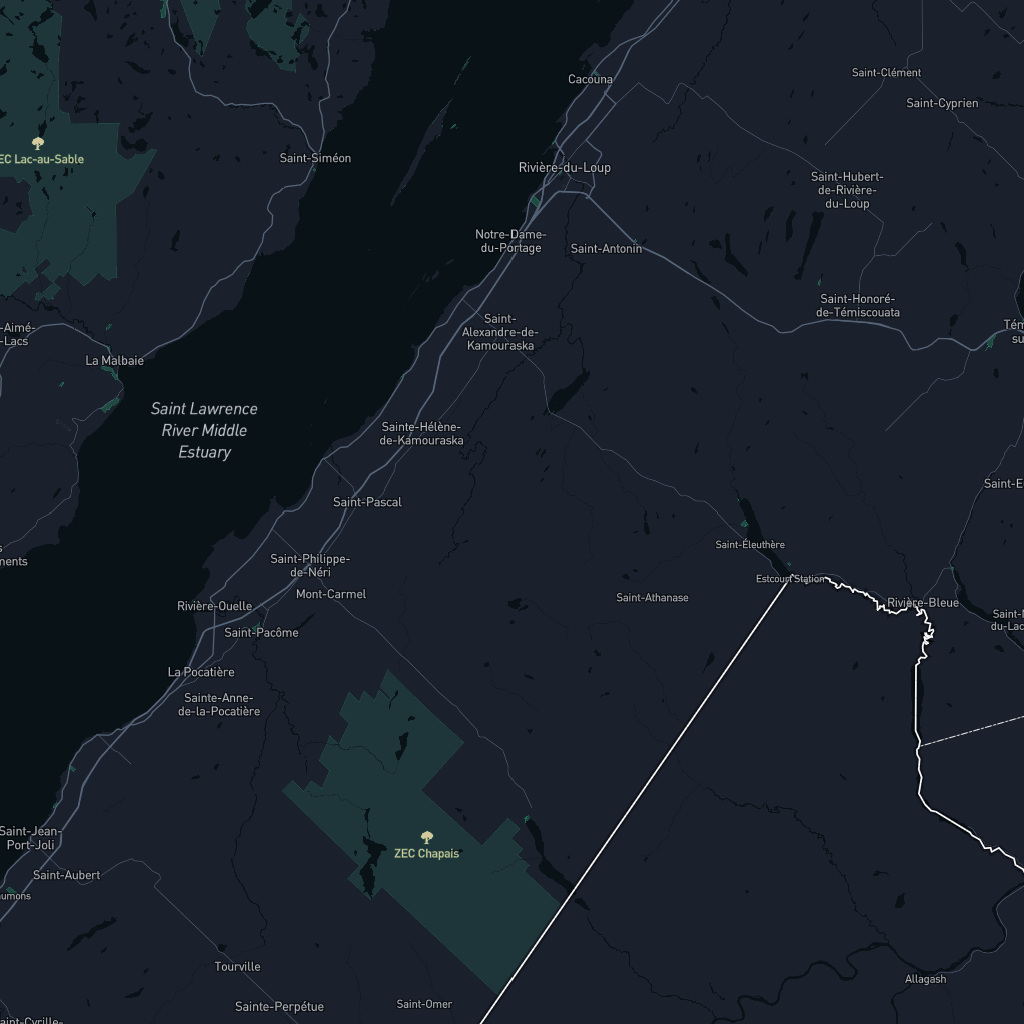 Saint-Clément
Cacouna
Saint-Cyprien
EC Lac-au-Sable
Saint-Siméon
Rivière-du-Loup
Saint-Hubert-
de-Rivière-
du-Loup
Notre-Dame-
du-Portage
Saint-Antonin
Saint-Honoré-
de-Témiscouata
Saint-
Alexandre-de-
Kamouraska
-Aimé-
-Lacs
La Malbaie
Tém
su
Saint Lawrence
River Middle
Estuary
Sainte-Hélène-
de-Kamouraska
Saint-E
Saint-Pascal
Saint-Éleuthère
s
ments
Saint-Philippe-
de-Néri
Estcourt Station
Mont-Carmel
Saint-Athanase
Rivière-Bleue
Rivière-Ouelle
du-Lac
Saint-Pacôme
La Pocatière
Sainte-Anne-
de-la-Pocatière
Saint-Jean-
Port-Joli
ZEC Chapais
Saint-Aubert
aumons
Tourville
Allagash
Sainte-Perpétue
Saint-Omer
aint-Cyrille-